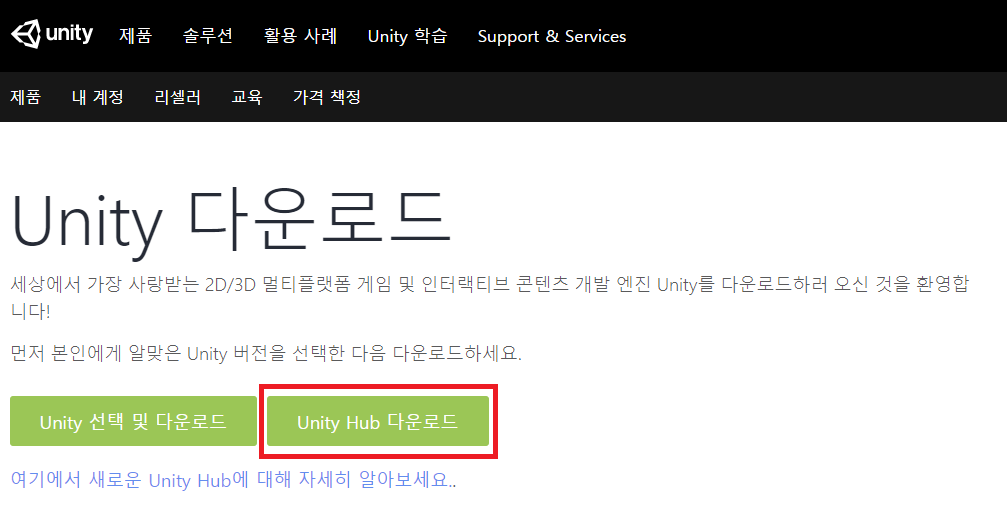 unity 제품 솔루션 활용 사례 Unity 학습 Support & Services
제품 내 계정 리셀러 교육 가격 책정
Unity 다운로드
세상에서 가장 사랑받는 2D/3D 멀티플랫폼 게임 및 인터랙티브 콘텐츠 개발 엔진 Unity를 다운로드하러 오신 것을 환영합
니다!
먼저 본인에게 알맞은 Unity 버전을 선택한 다음 다운로드하세요.
Unity 선택 및 다운로드 Unity Hub 다운로드
여기에서 새로운 Unity Hub에 대해 자세히 알아보세요..